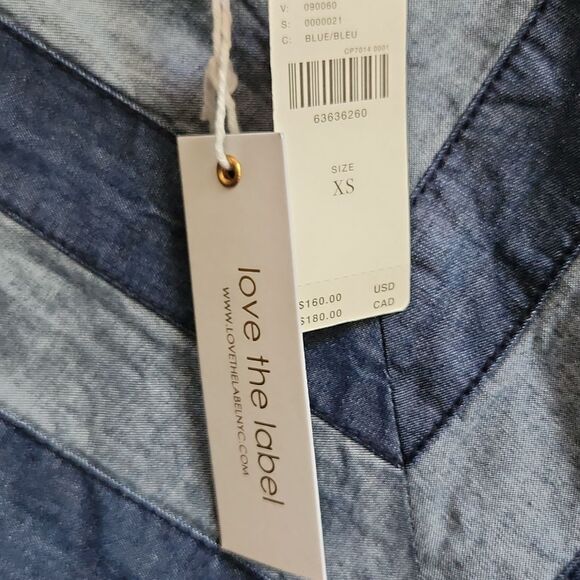 V: 090060
S: 0000021
C: BLUE/BLEU
CP7014 0001
63636260
SIZE
XS
$160.00 USD
$180.00 CAD
love the label
WWW.LOVETHELABELNYC.COM